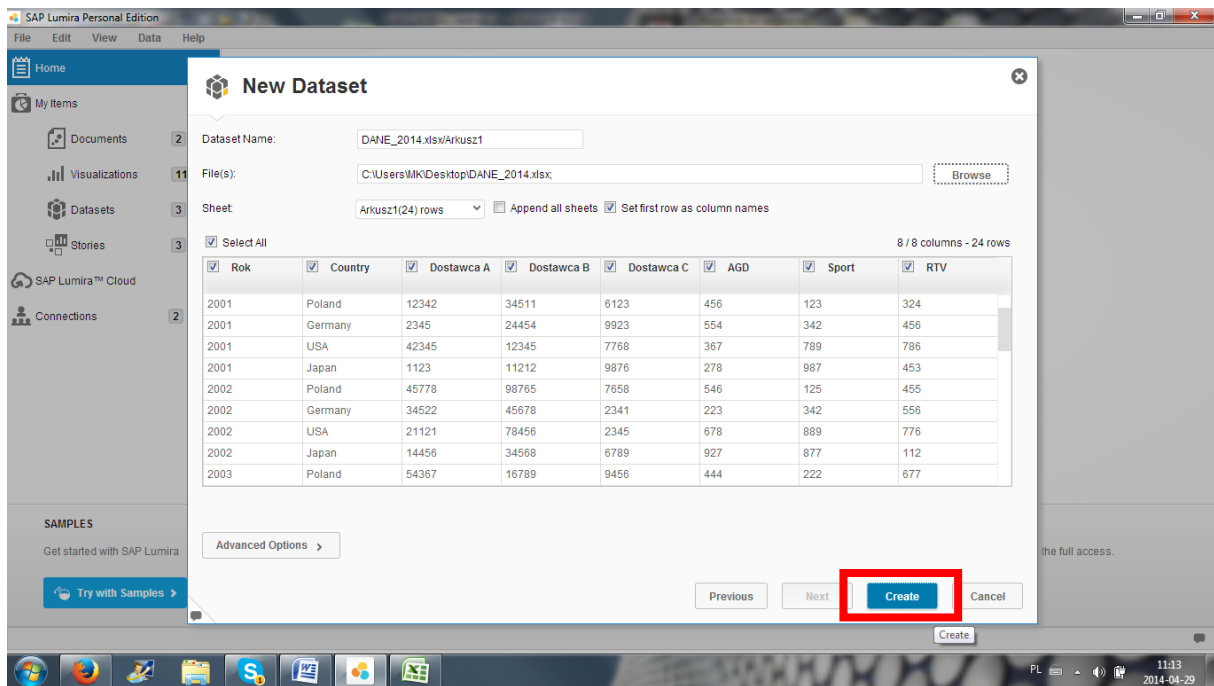 SAP Lumira Personal Edition
File Edit View Data Help
Home
My Items
Documents 2
Visualizations 11
Datasets 3
Stories 3
SAP Lumira™ Cloud
Connections 2
SAMPLES
Get started with SAP Lumira
the full access.
Try with Samples
New Dataset
Dataset Name: DANE_2014.xlsx/Arkusz1
File(s): C:\Users\MK\Desktop\DANE_2014.xlsx; Browse
Sheet: Arkusz1(24) rows Append all sheets Set first row as column names
Select All 8 / 8 columns - 24 rows
Rok Country Dostawca A Dostawca B Dostawca C AGD Sport RTV
2001 Poland 12342 34511 6123 456 123 324
2001 Germany 2345 24454 9923 554 342 456
2001 USA 42345 12345 7768 367 789 786
2001 Japan 1123 11212 9876 278 987 453
2002 Poland 45778 98765 7658 546 125 455
2002 Germany 34522 45678 2341 223 342 556
2002 USA 21121 78456 2345 678 889 776
2002 Japan 14456 34568 6789 927 877 112
2003 Poland 54367 16789 9456 444 222 677
Advanced Options
Previous Next Create Cancel
Create
PL 11:13
2014-04-29